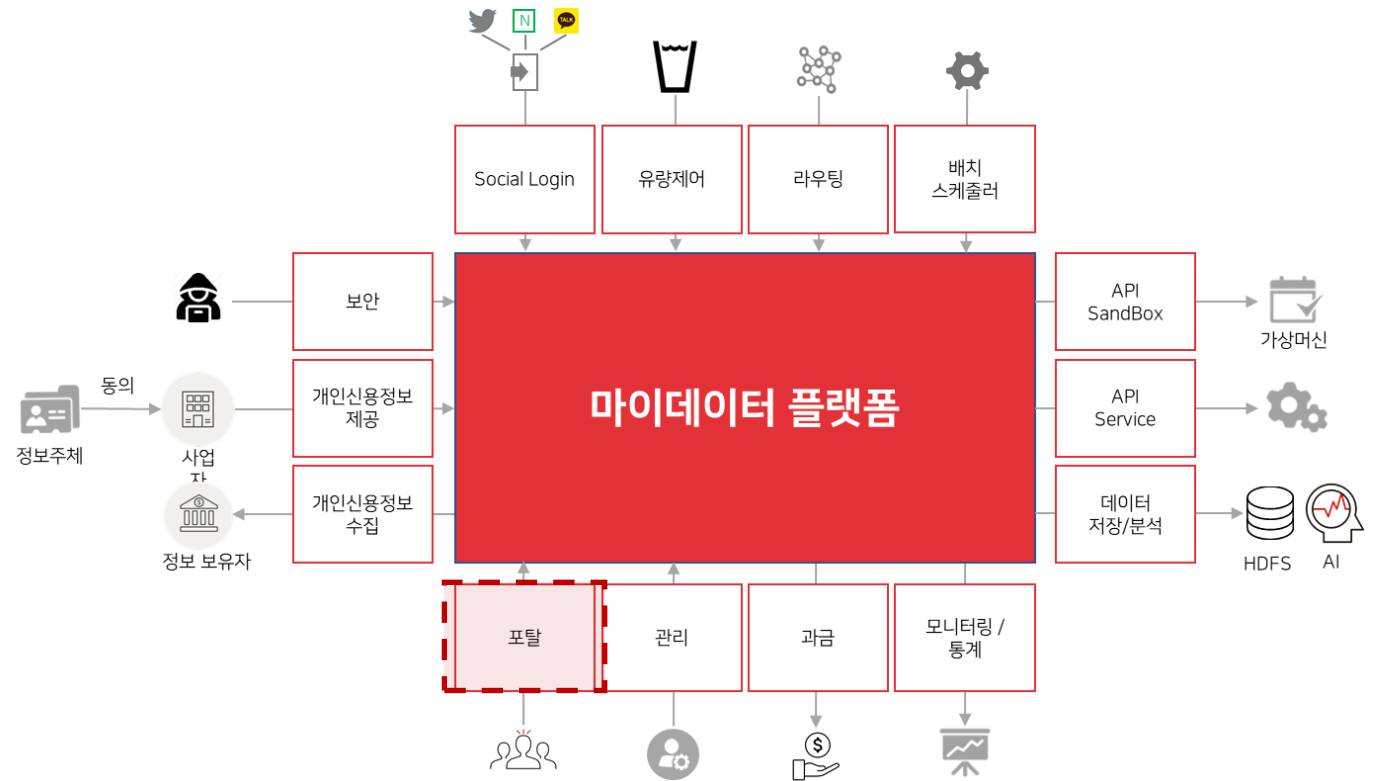 N
TALK
Social Login
유량제어
라우팅
배치
스케줄러
보안
API
SandBox
가상머신
동의
정보주체
사업
자
개인신용정보
제공
마이데이터 플랫폼
API
Service
개인신용정보
수집
정보 보유자
데이터
저장/분석
HDFS
AI
포탈
관리
과금
모니터링 /
통계